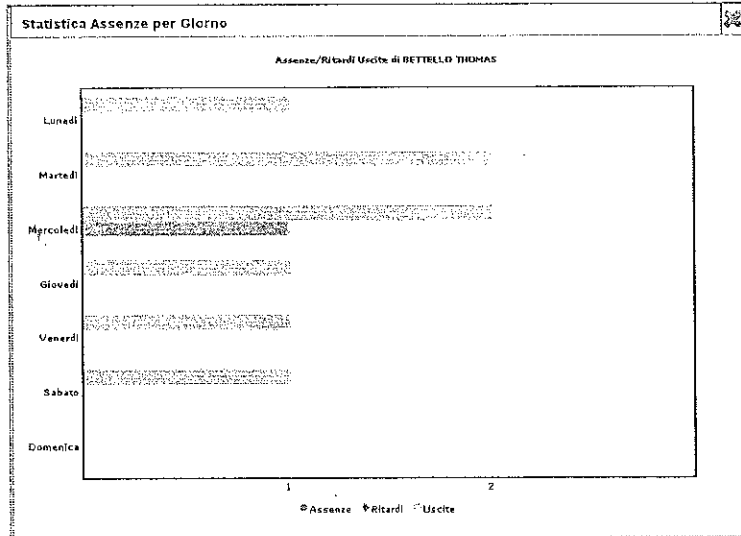 Statistica Assenze per Giorno
Assenze/Ritardi Uscite di BETTELLO THOMAS
Lunedì
Martedì
Mercoledì
Giovedì
Venerdì
Sabato
Domenica
1 2
Assenze Ritardi Uscite